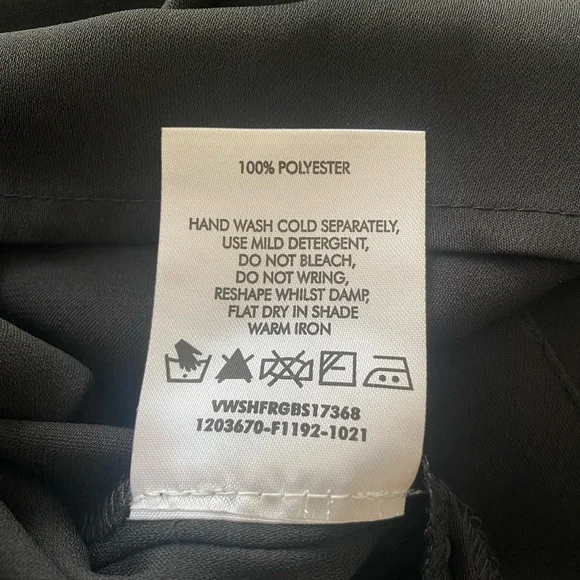 100% POLYESTER
HAND WASH COLD SEPARATELY,
USE MILD DETERGENT,
DO NOT BLEACH,
DO NOT WRING,
RESHAPE WHILST DAMP,
FLAT DRY IN SHADE
WARM IRON
VWSHFRGBS17368
1203670-F1192-1021